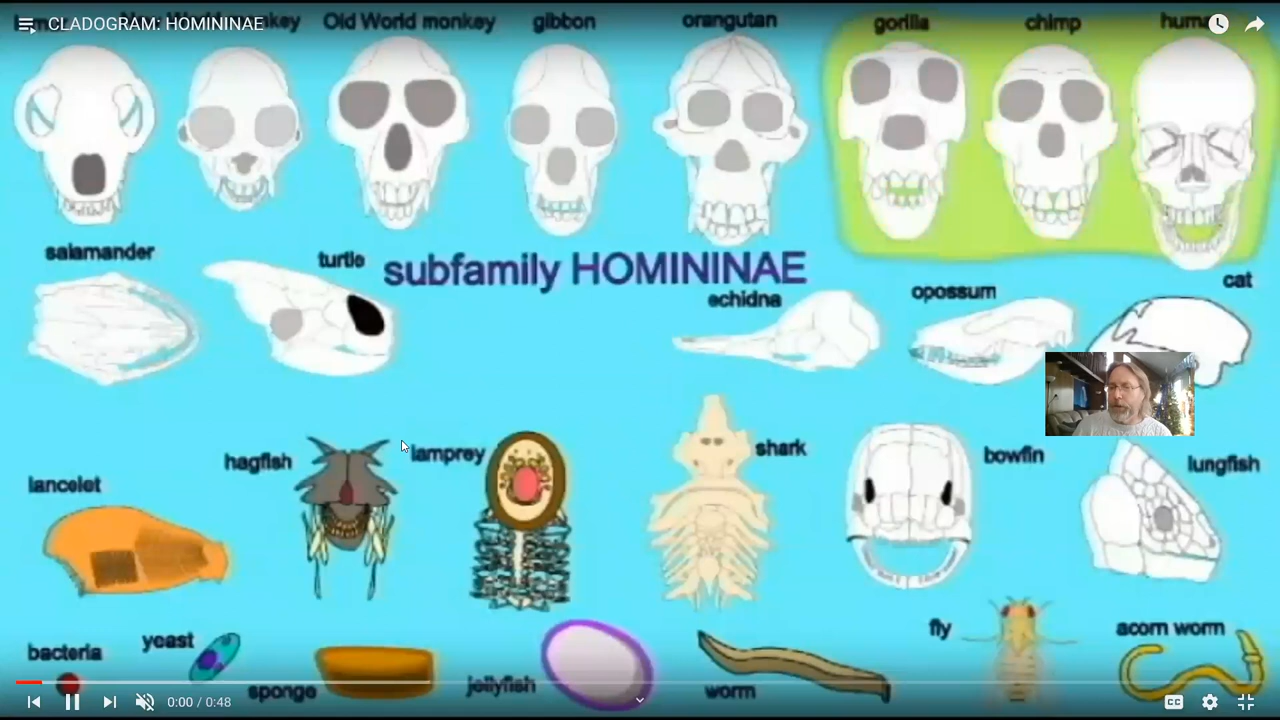 CLADOGRAM: HOMININAE
Old World monkey
gibbon
orangutan
gorilla
chimp
salamander
turtle
subfamily HOMININAE
echidna
opossum
cat
hagfish
lamprey
shark
bowfin
lungfish
lancelet
fly
acorn worm
yeast
bacteria
sponge
jellyfish
worm
0:00 / 0:48
CC